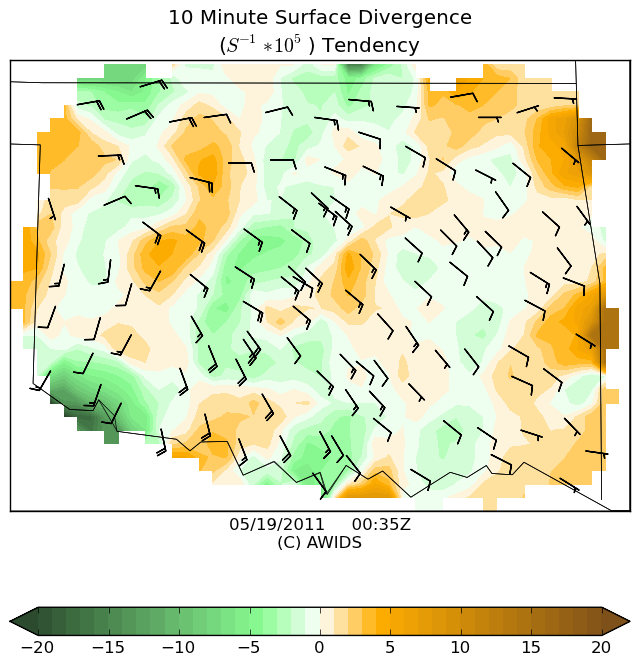 10 Minute Surface Divergence
(S⁻¹ *10⁵ ) Tendency
05/19/2011 00:35Z
(C) AWIDS
−20 −15 −10 −5 0 5 10 15 20